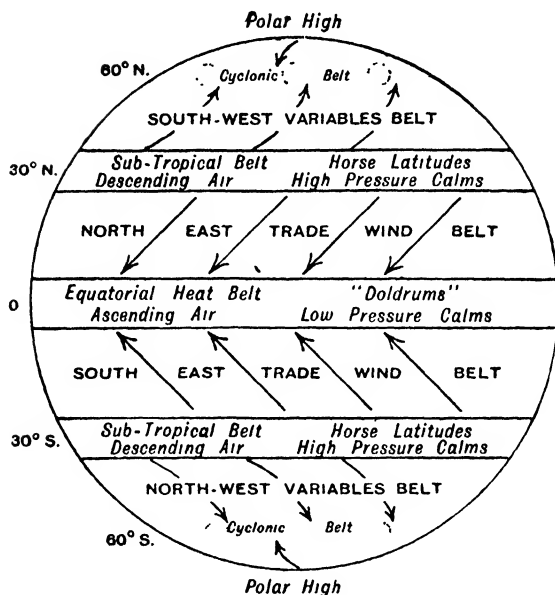 Polar High
60° N.
Cyclonic Belt
SOUTH-WEST VARIABLES BELT
30° N.
Sub-Tropical Belt Horse Latitudes
Descending Air High Pressure Calms
NORTH EAST TRADE WIND BELT
0
Equatorial Heat Belt "Doldrums"
Ascending Air Low Pressure Calms
SOUTH EAST TRADE WIND BELT
30° S.
Sub-Tropical Belt Horse Latitudes
Descending Air High Pressure Calms
NORTH-WEST VARIABLES BELT
60° S.
Cyclonic Belt
Polar High